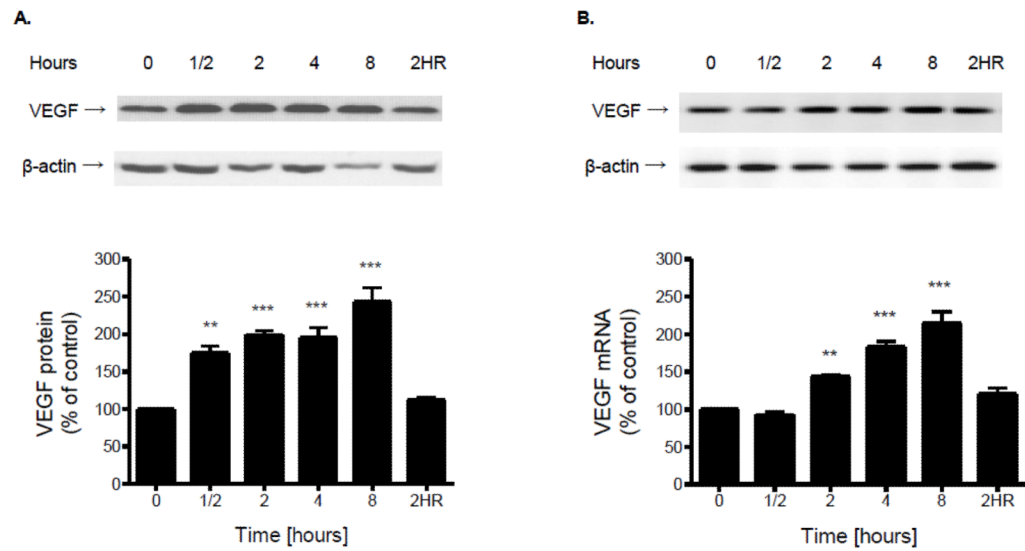 A.
Hours 0 1/2 2 4 8 2HR
VEGF →
β-actin →
VEGF protein
(% of control)
300
250
200
150
100
50
0
** *** *** ***
0 1/2 2 4 8 2HR
Time [hours]
B.
Hours 0 1/2 2 4 8 2HR
VEGF →
β-actin →
VEGF mRNA
(% of control)
300
250
200
150
100
50
0
** *** ***
0 1/2 2 4 8 2HR
Time [hours]